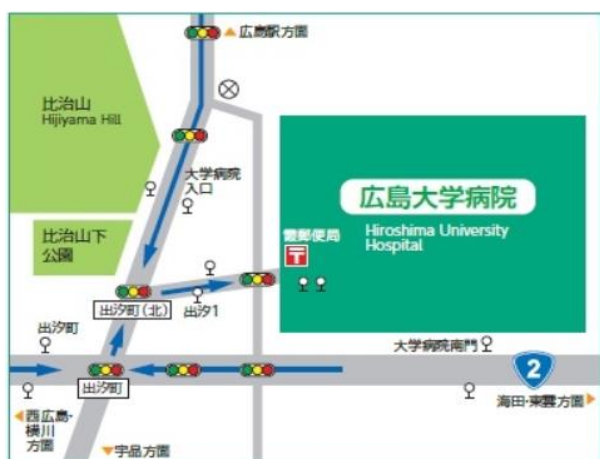 広島駅方面
比治山
Hijiyama Hill
大学病院
入口
広島大学病院
Hiroshima University
Hospital
霞郵便局
比治山下
公園
出汐町(北)
出汐1
出汐町
大学病院南門
2
出汐町
西広島・
横川
方面
宇品方面
海田・東雲方面